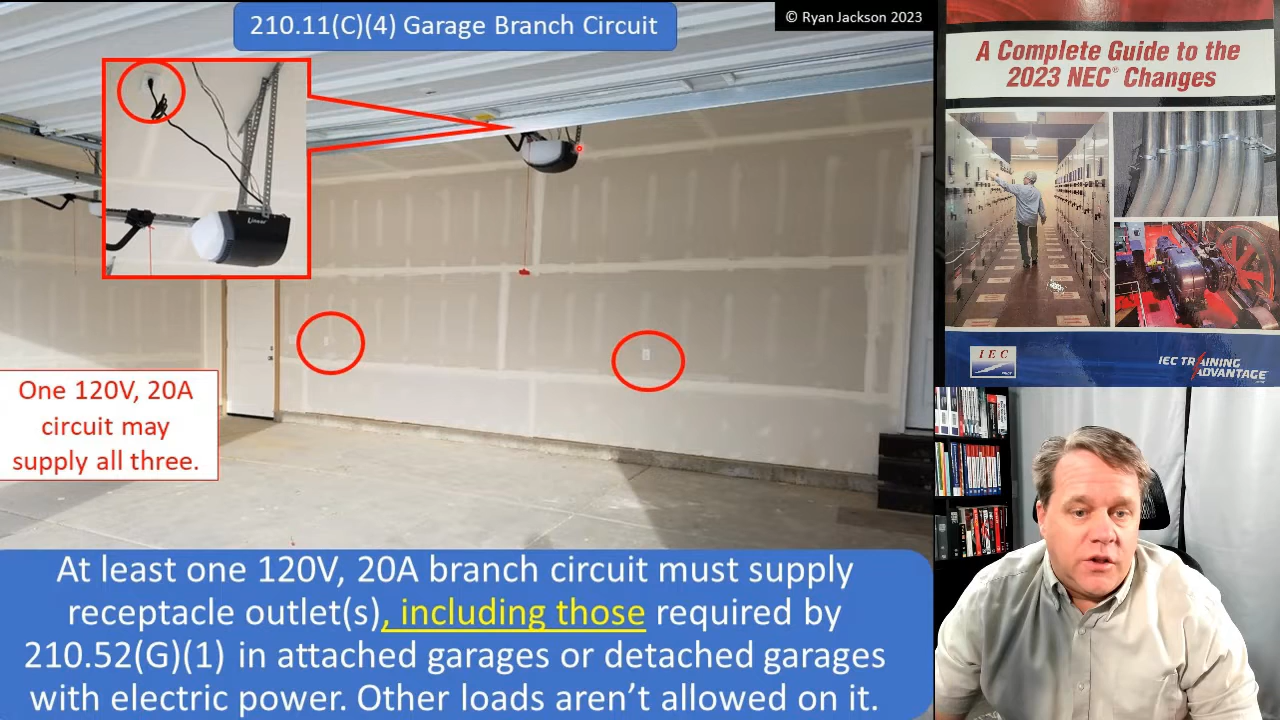 210.11(C)(4) Garage Branch Circuit
© Ryan Jackson 2023
A Complete Guide to the
2023 NEC® Changes
Linear
One 120V, 20A
circuit may
supply all three.
IEC
IEC TRAINING
ADVANTAGE
At least one 120V, 20A branch circuit must supply
receptacle outlet(s), including those required by
210.52(G)(1) in attached garages or detached garages
with electric power. Other loads aren't allowed on it.